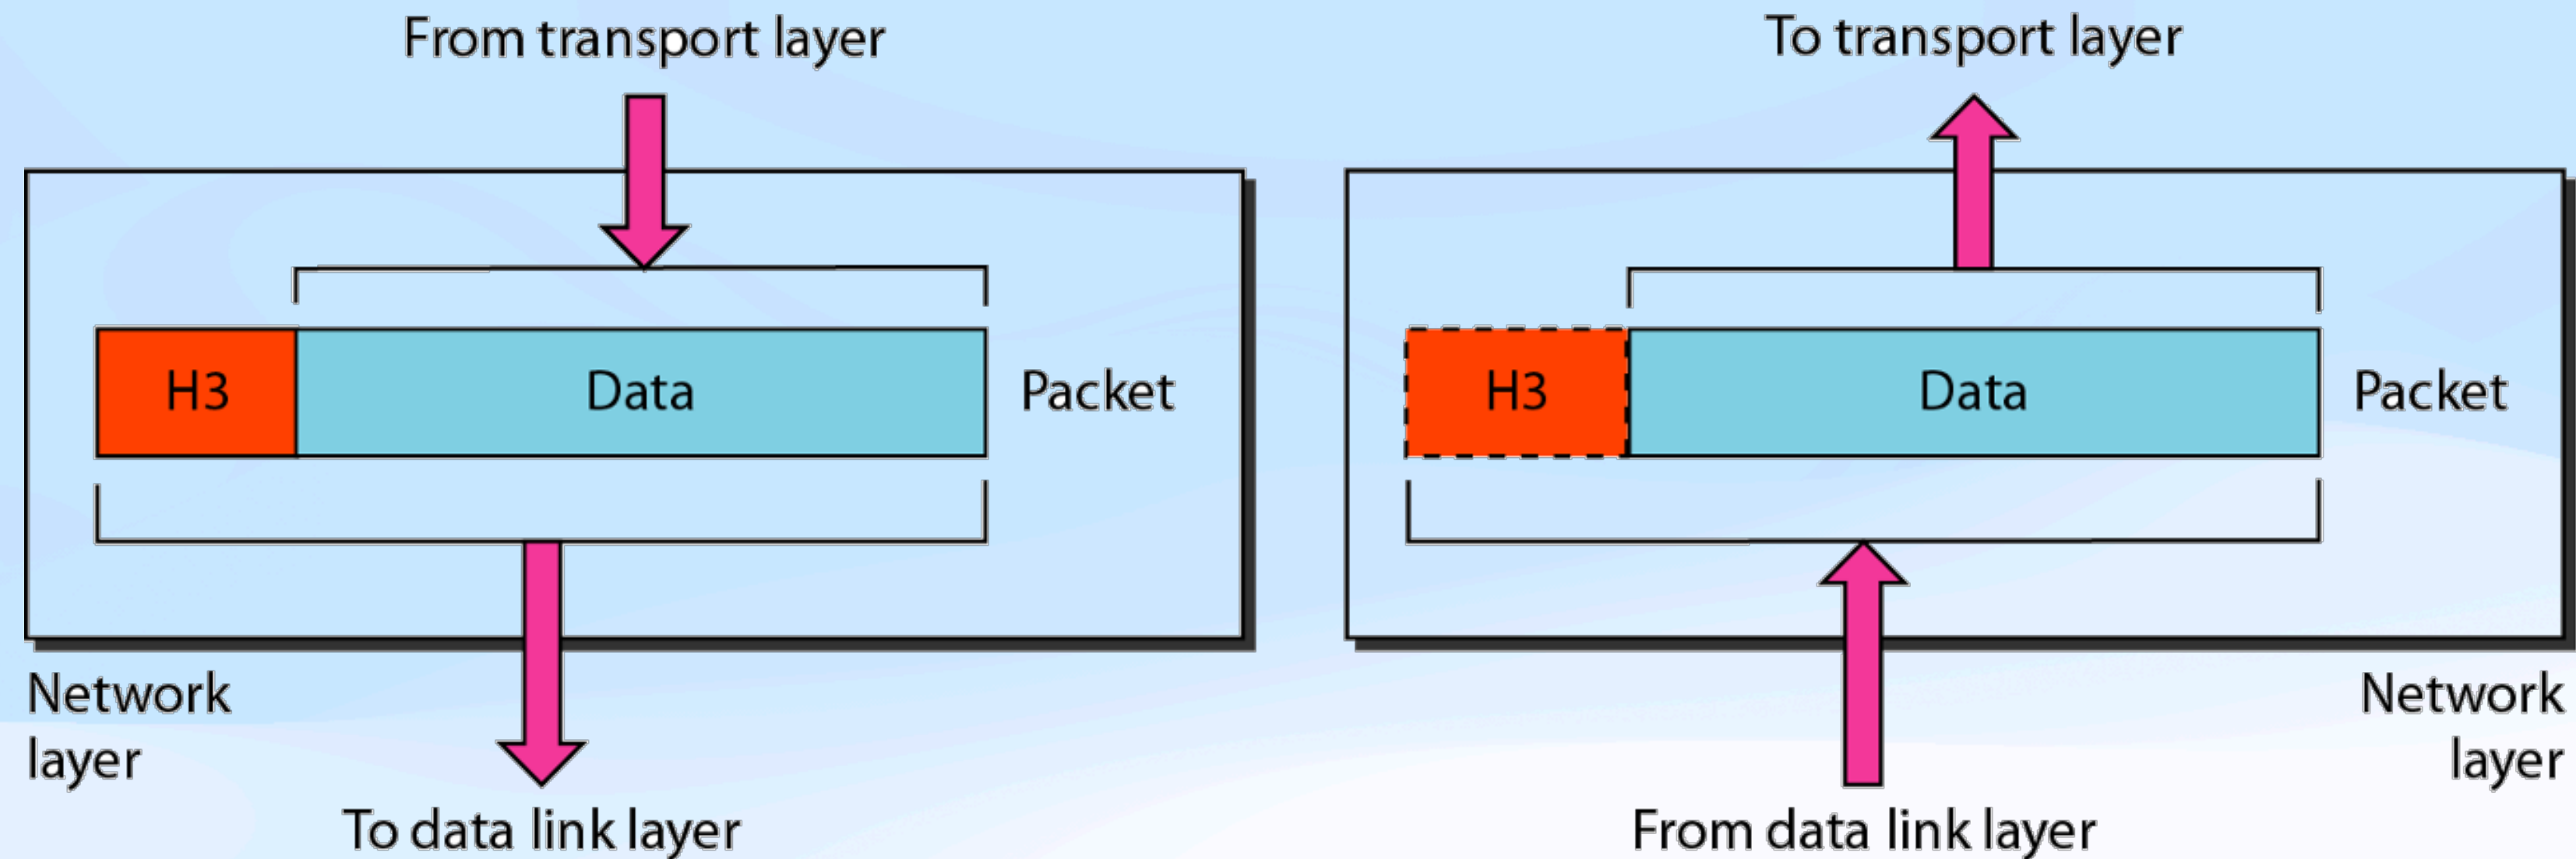 From transport layer
To transport layer
H3
Data
Packet
H3
Data
Packet
Network
layer
Network
layer
To data link layer
From data link layer